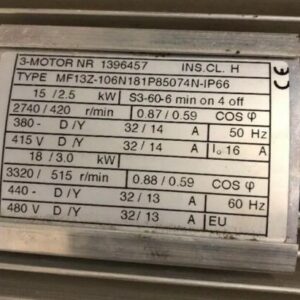 3-MOTOR NR 1396457 INS.CL. H
TYPE MF13Z-106N181P85074N-IP66
15 / 2.5 kW S3-60-6 min on 4 off
2740 / 420 r/min 0.87 / 0.59 COS φ
380 - D / Y 32 / 14 A 50 Hz
415 V D / Y 32 / 14 A I₀ 16 A
18 / 3.0 kW
3320 / 515 r/min 0.88 / 0.59 COS φ
440 - D / Y 32 / 13 A 60 Hz
480 V D / Y 32 / 13 A EU
CE